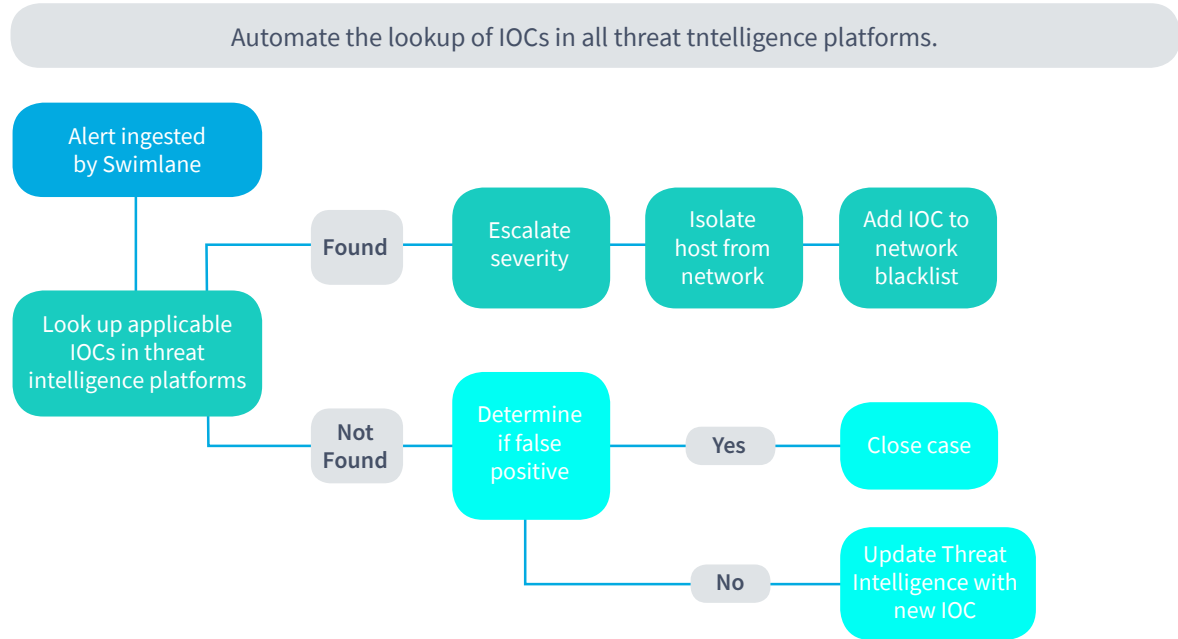 Automate the lookup of IOCs in all threat tntelligence platforms.
Alert ingested
by Swimlane
Look up applicable
IOCs in threat
intelligence platforms
Found
Escalate
severity
Isolate
host from
network
Add IOC to
network
blacklist
Not
Found
Determine
if false
positive
Yes
Close case
No
Update Threat
Intelligence with
new IOC